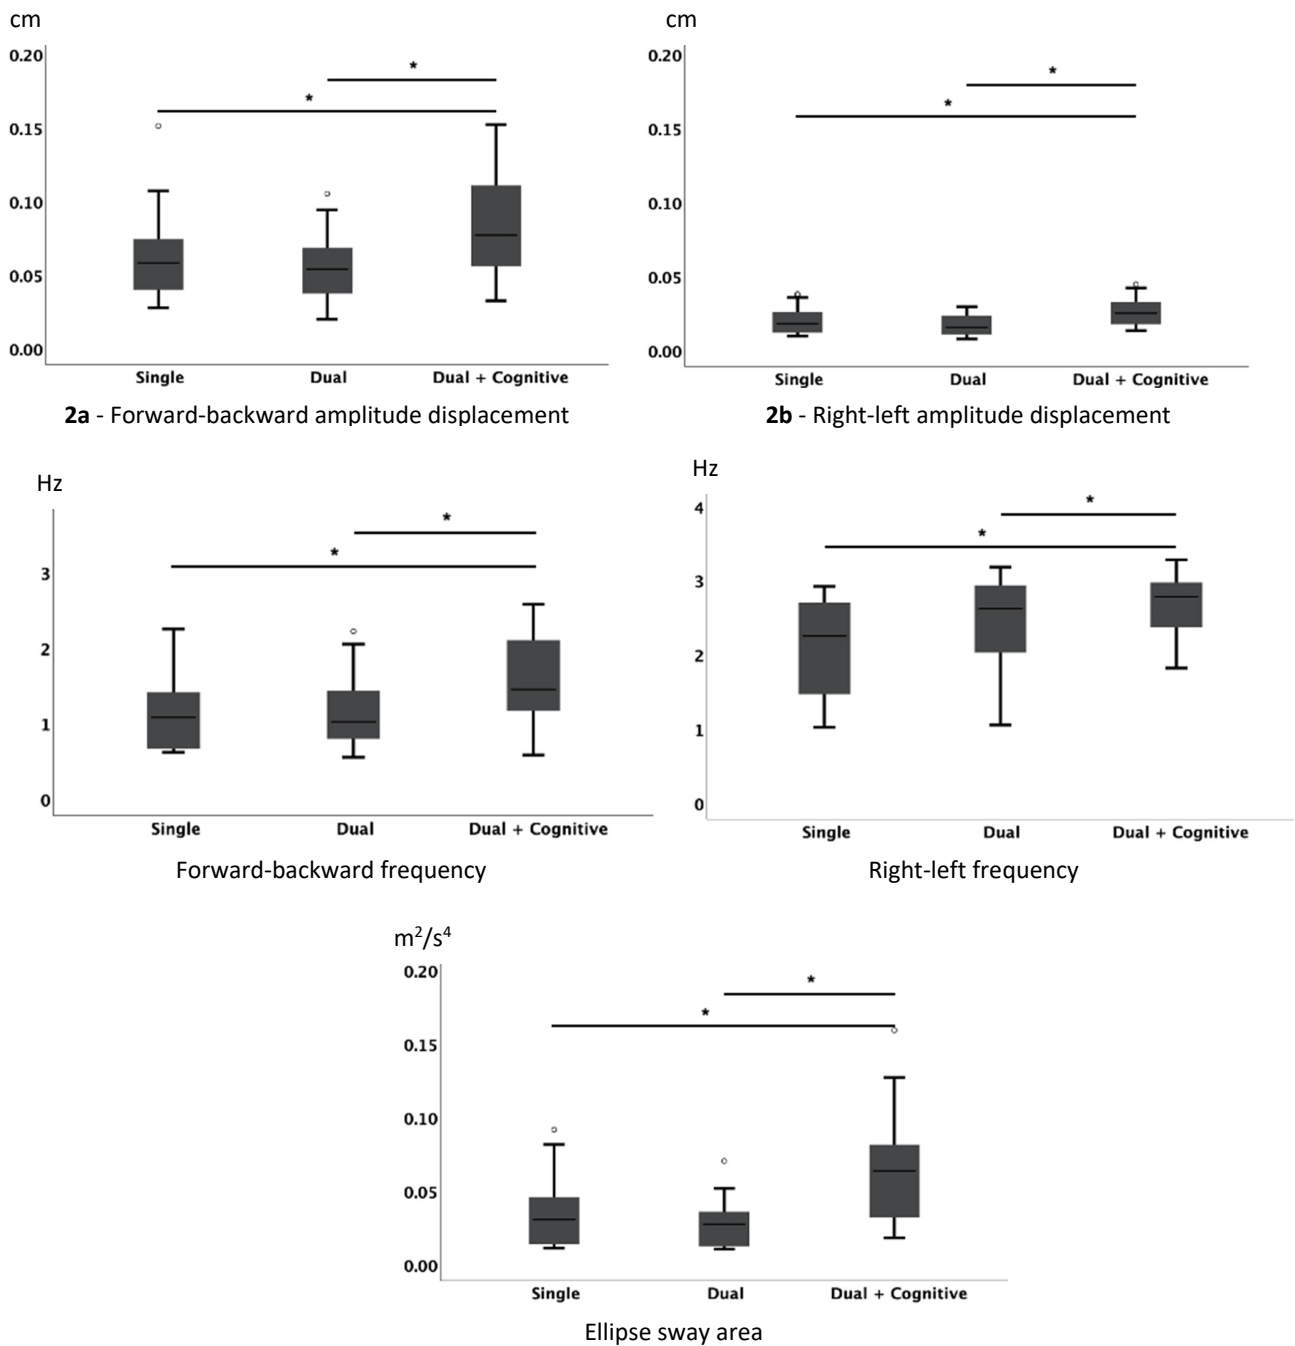 cm
0.20
0.15
0.10
0.05
0.00
*
*
Single Dual Dual + Cognitive
2a - Forward-backward amplitude displacement
cm
0.20
0.15
0.10
0.05
0.00
*
*
Single Dual Dual + Cognitive
2b - Right-left amplitude displacement
Hz
3
2
1
0
*
*
Single Dual Dual + Cognitive
Forward-backward frequency
Hz
4
3
2
1
0
*
*
Single Dual Dual + Cognitive
Right-left frequency
m²/s⁴
0.20
0.15
0.10
0.05
0.00
*
*
Single Dual Dual + Cognitive
Ellipse sway area